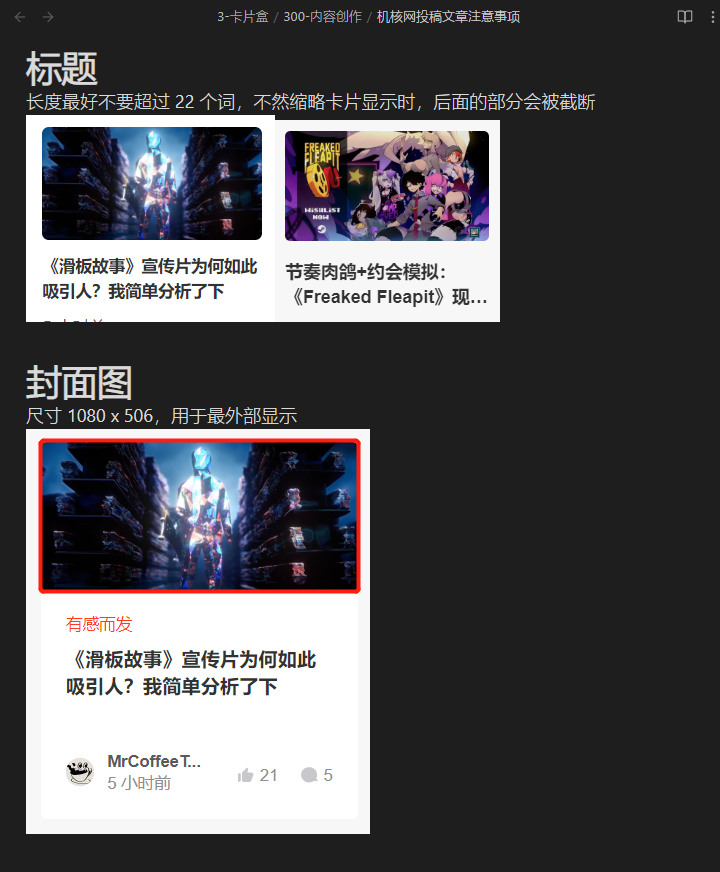 3-卡片盒 / 300-内容创作 / 机核网投稿文章注意事项
标题
长度最好不要超过 22 个词，不然缩略卡片显示时，后面的部分会被截断
FREAKED
FLEAPIT
WISHLIST
NOW
《滑板故事》宣传片为何如此
吸引人？我简单分析了下
节奏肉鸽+约会模拟：
《Freaked Fleapit》现…
封面图
尺寸 1080 x 506，用于最外部显示
有感而发
《滑板故事》宣传片为何如此
吸引人？我简单分析了下
MrCoffeeT...
5 小时前
21
5